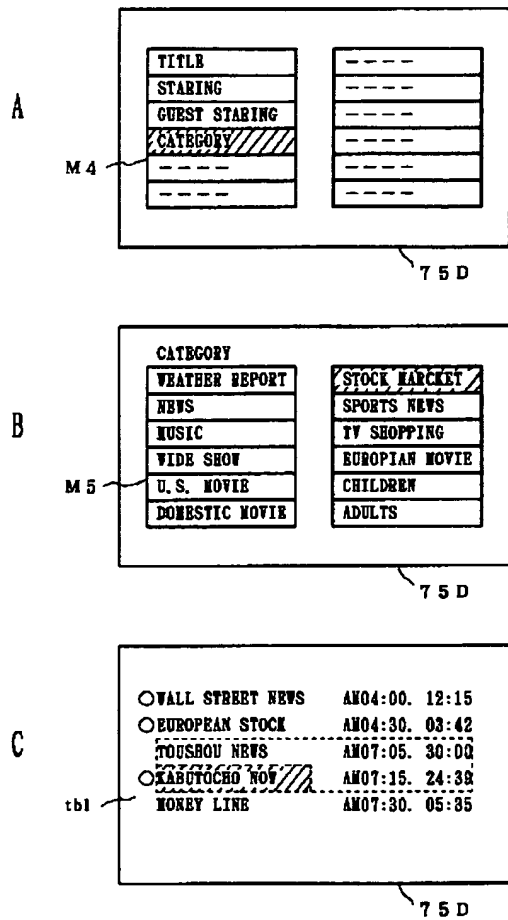 A
TITLE
STARING
GUEST STARING
CATEGORY
M4
75D
B
CATEGORY
WEATHER REPORT STOCK MARCKET
NEWS SPORTS NEWS
MUSIC TV SHOPPING
WIDE SHOW EUROPIAN MOVIE
U.S. MOVIE CHILDREN
DOMESTIC MOVIE ADULTS
M5
75D
C
WALL STREET NEWS AM04:00. 12:15
EUROPEAN STOCK AM04:30. 03:42
TOUSHOU NEWS AM07:05. 30:00
KABUTOCHO NOW AM07:15. 24:38
MONEY LINE AM07:30. 05:35
tbl
75D